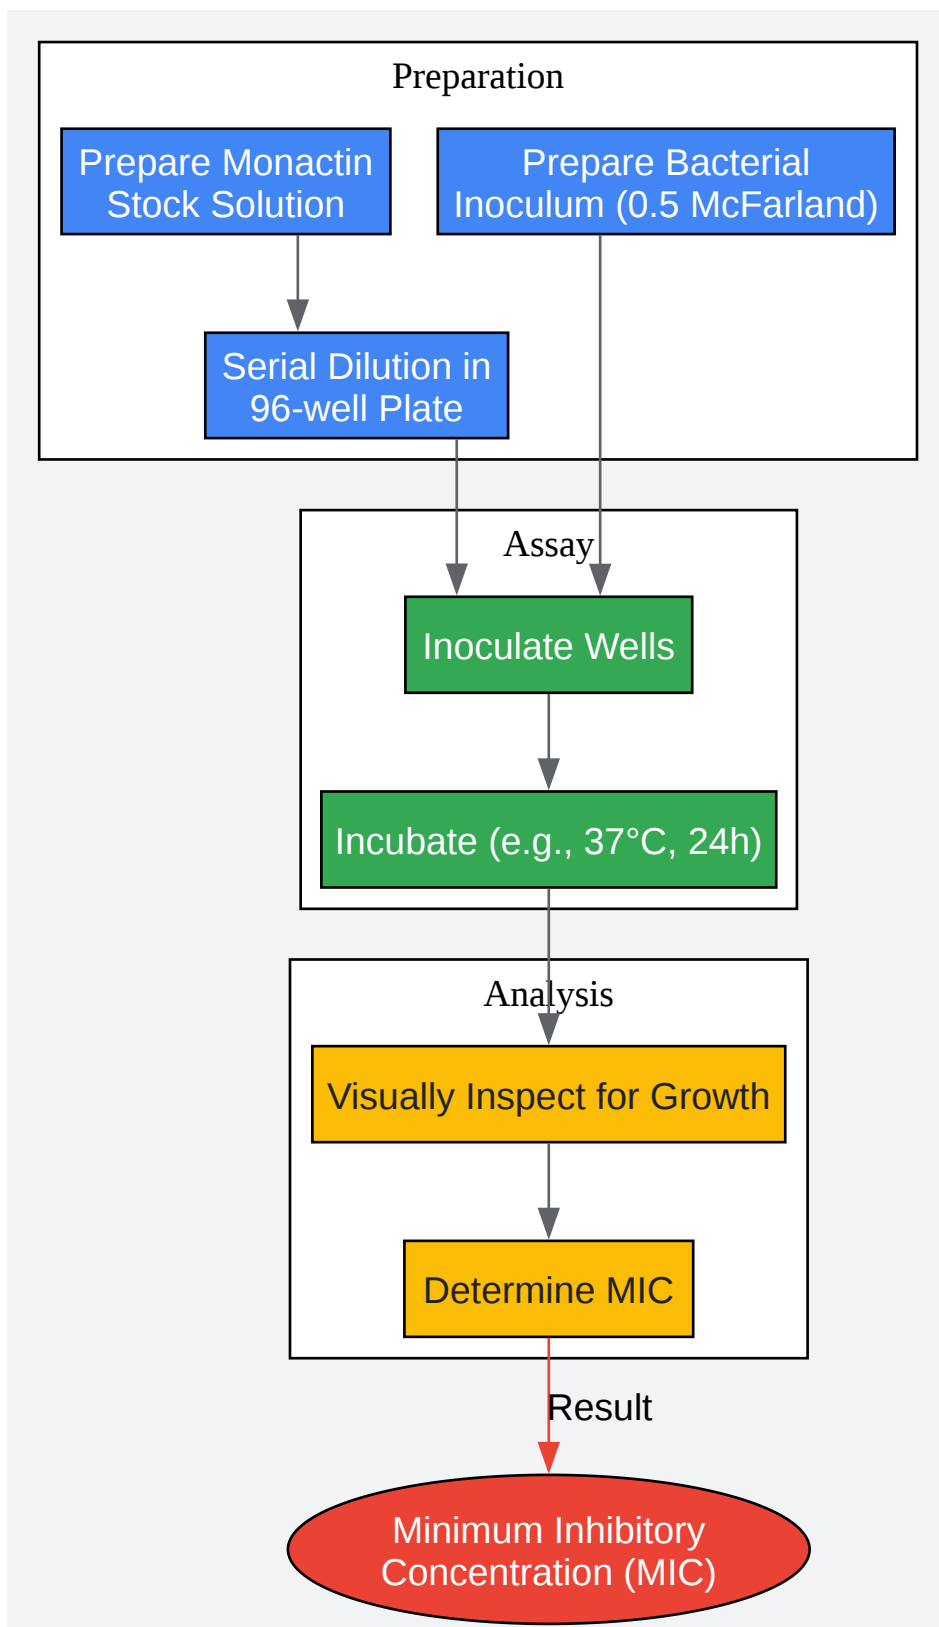 Preparation
Prepare Monactin
Stock Solution
Prepare Bacterial
Inoculum (0.5 McFarland)
Serial Dilution in
96-well Plate
Assay
Inoculate Wells
Incubate (e.g., 37°C, 24h)
Analysis
Visually Inspect for Growth
Determine MIC
Result
Minimum Inhibitory
Concentration (MIC)